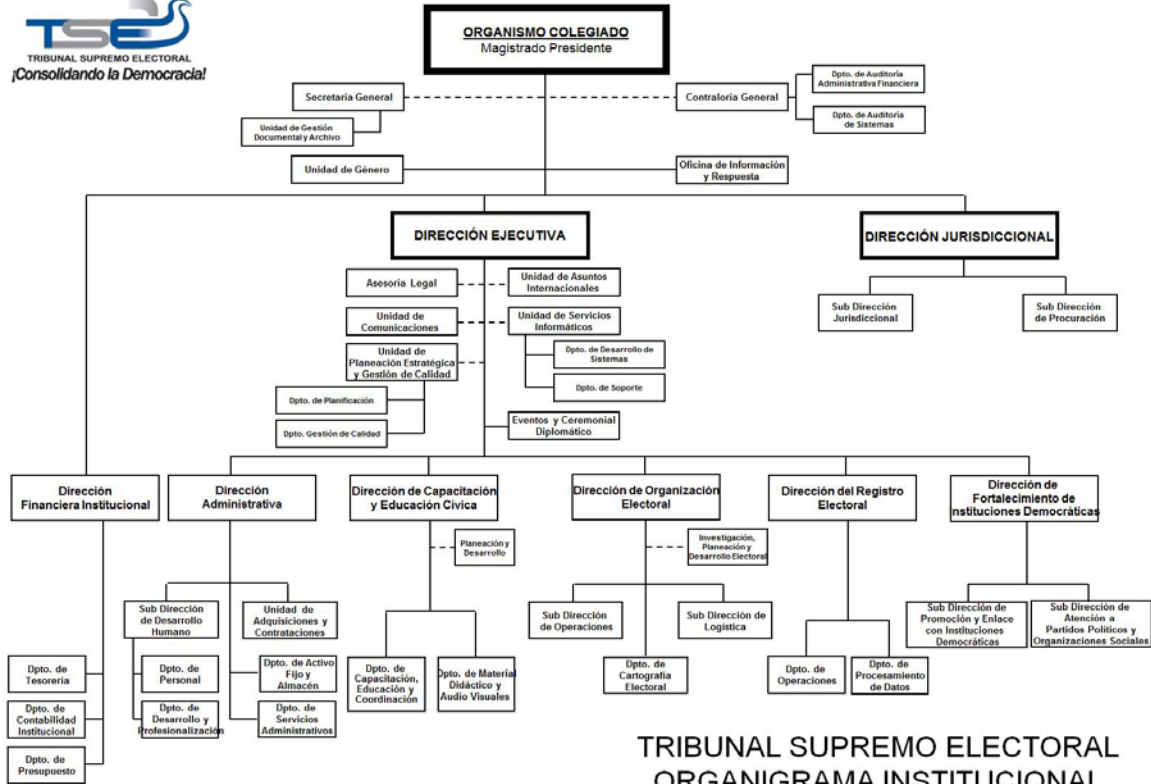 TSE
TRIBUNAL SUPREMO ELECTORAL
¡Consolidando la Democracia!
ORGANISMO COLEGIADO
Magistrado Presidente
Secretaría General
Contraloría General
Dpto. de Auditoría
Administrativa Financiera
Unidad de Gestión
Documental y Archivo
Dpto. de Auditoría
de Sistemas
Unidad de Género
Oficina de Información
y Respuesta
DIRECCIÓN EJECUTIVA
DIRECCIÓN JURISDICCIONAL
Asesoría Legal
Unidad de Asuntos
Internacionales
Sub Dirección
Jurisdiccional
Sub Dirección
de Procuración
Unidad de
Comunicaciones
Unidad de Servicios
Informáticos
Unidad de
Planeación Estratégica
y Gestión de Calidad
Dpto. de Desarrollo de
Sistemas
Dpto. de Soporte
Dpto. de Planificación
Dpto. Gestión de Calidad
Eventos y Ceremonial
Diplomático
Dirección
Financiera Institucional
Dirección
Administrativa
Dirección de Capacitación
y Educación Cívica
Dirección de Organización
Electoral
Dirección del Registro
Electoral
Dirección de
Fortalecimiento de
nstituciones Democráticas
Planeación y
Desarrollo
Investigación,
Planeación y
Desarrollo Electoral
Sub Dirección
de Desarrollo
Humano
Unidad de
Adquisiciones y
Contrataciones
Sub Dirección
de Operaciones
Sub Dirección de
Logística
Sub Dirección de
Promoción y Enlace
con Instituciones
Democráticas
Sub Dirección de
Atención a
Partidos Políticos y
Organizaciones Sociales
Dpto. de
Tesorería
Dpto. de
Personal
Dpto. de Activo
Fijo y
Almacén
Dpto. de
Capacitación,
Educación y
Coordinación
Dpto. de Material
Didáctico y
Audio Visuales
Dpto. de
Cartografía
Electoral
Dpto. de
Operaciones
Dpto. de
Procesamiento
de Datos
Dpto. de
Contabilidad
Institucional
Dpto. de
Desarrollo y
Profesionalización
Dpto. de
Servicios
Administrativos
Dpto. de
Presupuesto
TRIBUNAL SUPREMO ELECTORAL
ORGANIGRAMA INSTITUCIONAL